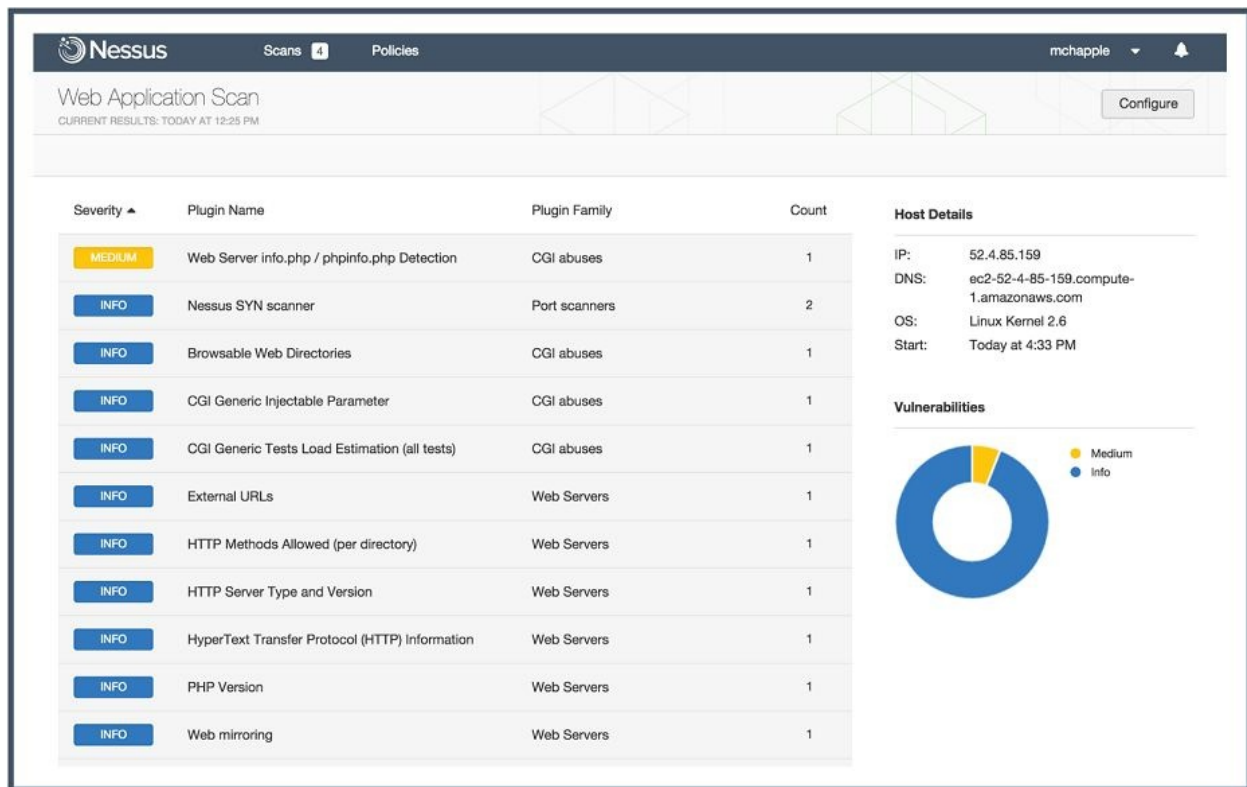 Nessus Scans 4 Policies mchapple
Web Application Scan
CURRENT RESULTS: TODAY AT 12:25 PM
Configure
Severity Plugin Name Plugin Family Count
MEDIUM Web Server info.php / phpinfo.php Detection CGI abuses 1
INFO Nessus SYN scanner Port scanners 2
INFO Browsable Web Directories CGI abuses 1
INFO CGI Generic Injectable Parameter CGI abuses 1
INFO CGI Generic Tests Load Estimation (all tests) CGI abuses 1
INFO External URLs Web Servers 1
INFO HTTP Methods Allowed (per directory) Web Servers 1
INFO HTTP Server Type and Version Web Servers 1
INFO HyperText Transfer Protocol (HTTP) Information Web Servers 1
INFO PHP Version Web Servers 1
INFO Web mirroring Web Servers 1
Host Details
IP: 52.4.85.159
DNS: ec2-52-4-85-159.compute-
1.amazonaws.com
OS: Linux Kernel 2.6
Start: Today at 4:33 PM
Vulnerabilities
Medium
Info